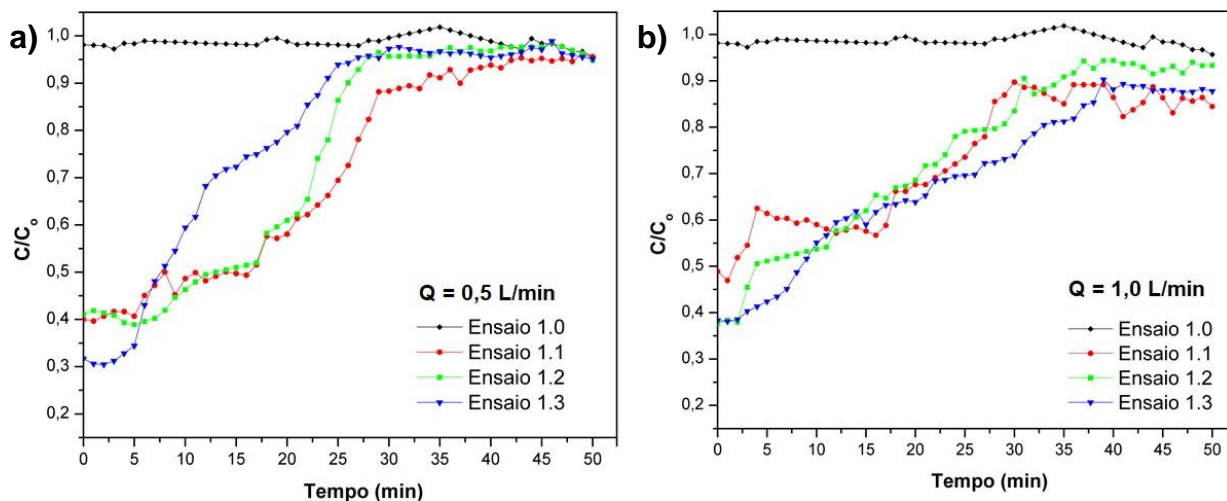 a)
C/Co
1,0
0,9
0,8
0,7
0,6
0,5
0,4
0,3
0,2
Q = 0,5 L/min
Ensaio 1.0
Ensaio 1.1
Ensaio 1.2
Ensaio 1.3
0 5 10 15 20 25 30 35 40 45 50
Tempo (min)
b)
C/Co
1,0
0,9
0,8
0,7
0,6
0,5
0,4
0,3
0,2
Q = 1,0 L/min
Ensaio 1.0
Ensaio 1.1
Ensaio 1.2
Ensaio 1.3
0 5 10 15 20 25 30 35 40 45 50
Tempo (min)